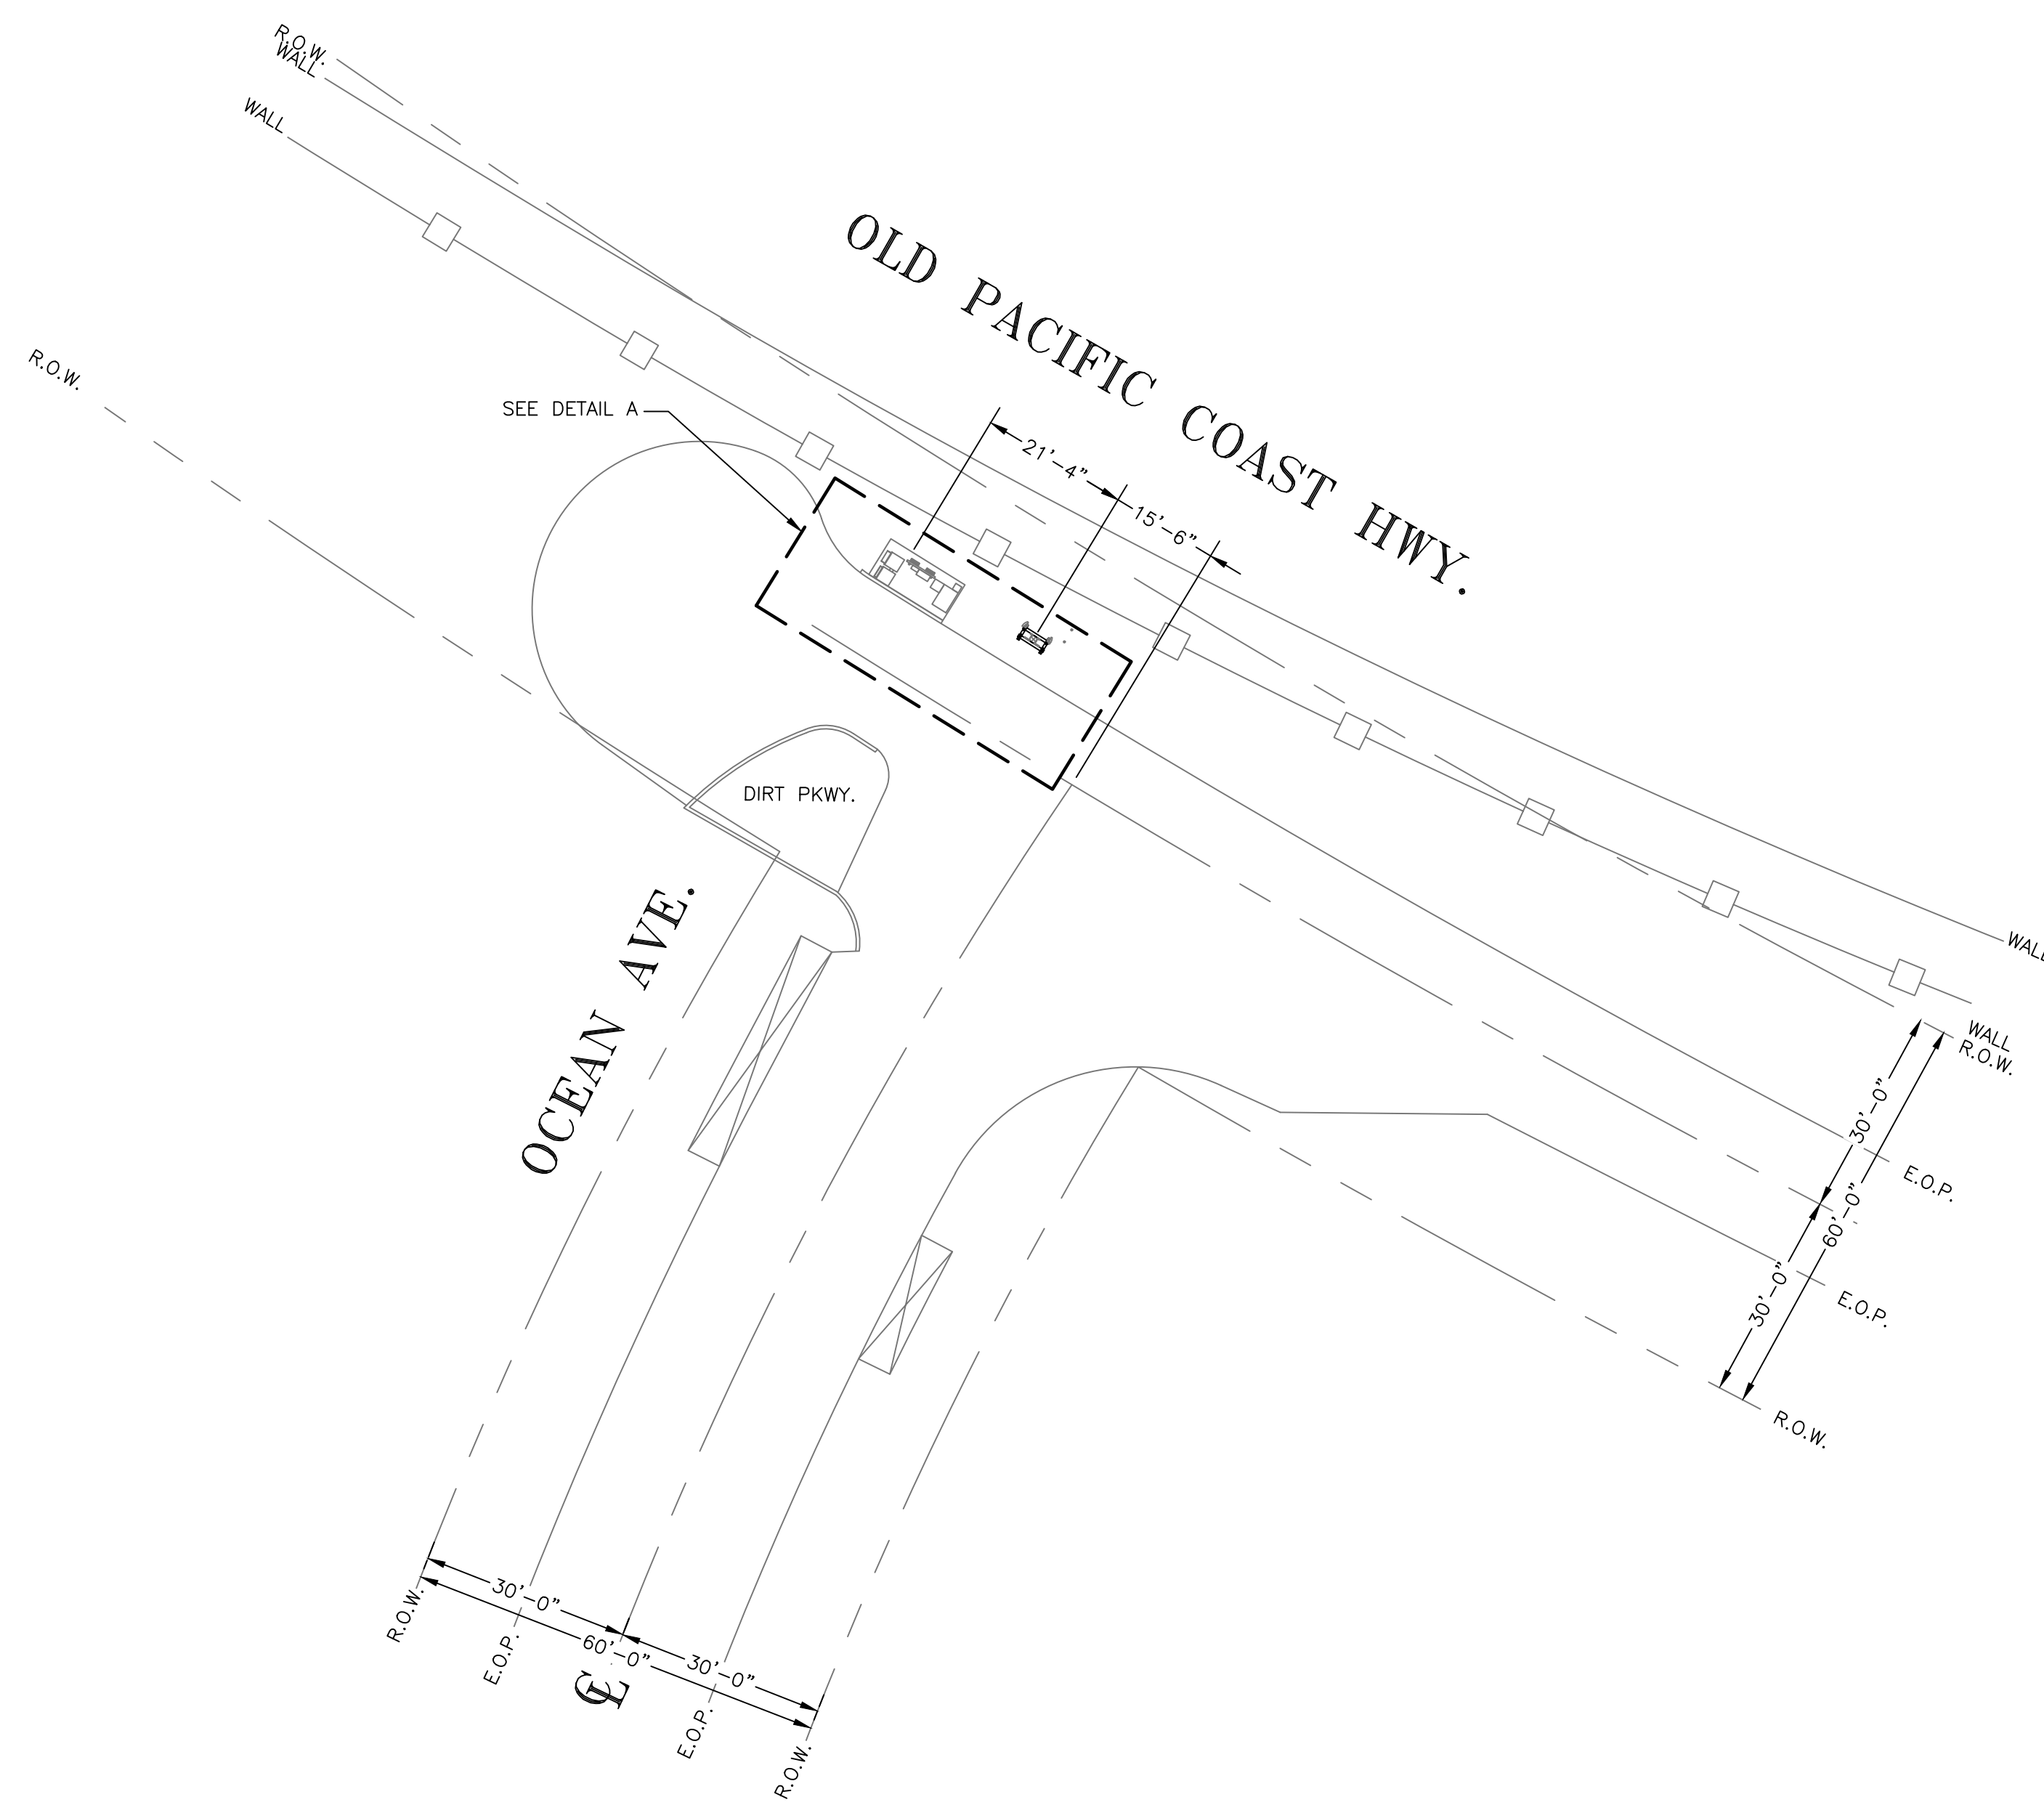 R.O.W.
WALL
WALL
R.O.W.
OLD PACIFIC COAST HWY.
SEE DETAIL A
21'-4"
15'-6"
DIRT PKWY.
OCEAN AVE.
WALL
WALL
R.O.W.
30'-0"
60'-0"
30'-0"
E.O.P.
E.O.P.
R.O.W.
30'-0"
60'-0"
30'-0"
R.O.W.
E.O.P.
℄
E.O.P.
R.O.W.